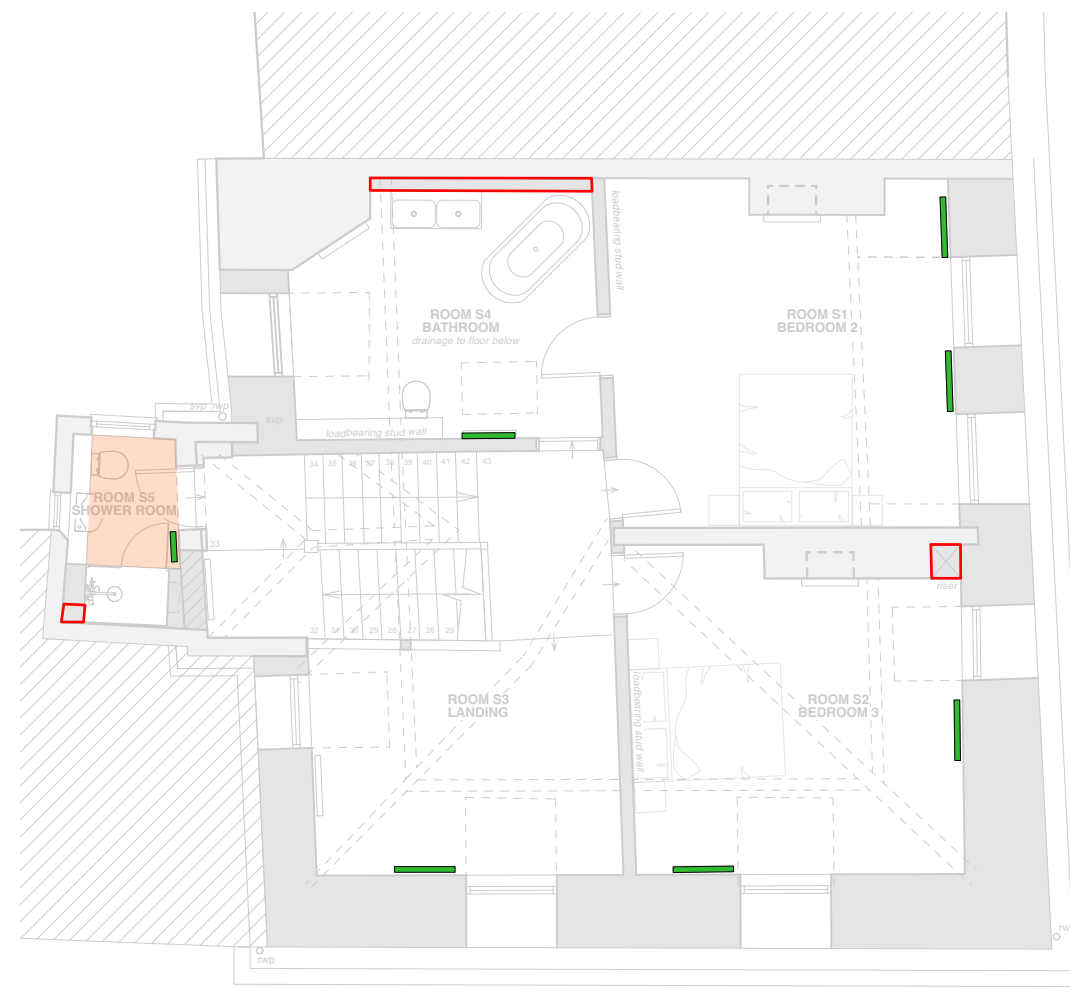 loadbearing stud wall
ROOM S4
BATHROOM
drainage to floor below
ROOM S1
BEDROOM 2
svp rwp
svp
loadbearing stud wall
34 35 36 37 38 39 40 41 42 43
ROOM S5
SHOWER ROOM
33
riser
32 31 30 29 28 27 26 25
ROOM S3
LANDING
loadbearing stud wall
ROOM S2
BEDROOM 3
rwp
rw